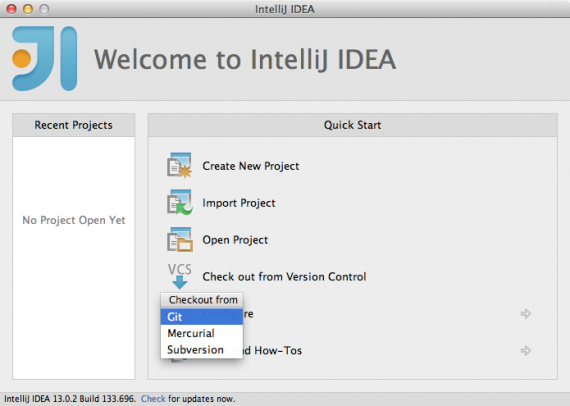 IntelliJ IDEA
Welcome to IntelliJ IDEA
Recent Projects
No Project Open Yet
Quick Start
Create New Project
Import Project
Open Project
VCS
Check out from Version Control
Checkout from
Git
Mercurial
Subversion
re
nd How-Tos
IntelliJ IDEA 13.0.2 Build 133.696. Check for updates now.